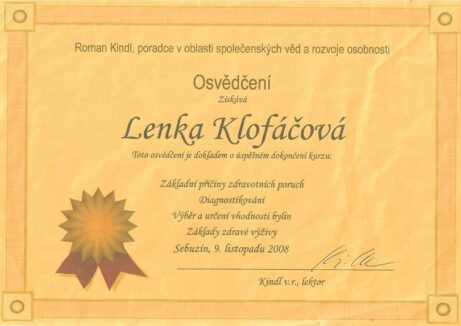 Roman Kindl, poradce v oblasti společenských věd a rozvoje osobnosti
Osvědčení
Získává
Lenka Klofáčová
Toto osvědčení je dokladem o úspěšném dokončení kurzu:
Základní příčiny zdravotních poruch
Diagnostikování
Výběr a určení vhodnosti bylin
Základy zdravé výživy
Sebuzín, 9. listopadu 2008
Kindl v.r., lektor